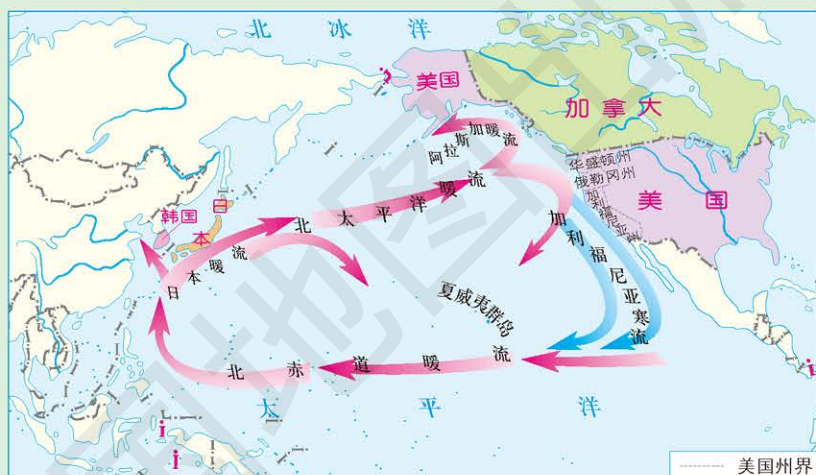 北冰洋
美国
加拿大
阿拉斯加暖流
华盛顿州
俄勒冈州
加利福尼亚州
美国
韩国
日本
北太平洋暖流
日本暖流
加利福尼亚寒流
夏威夷群岛
北赤道暖流
太平洋
美国州界